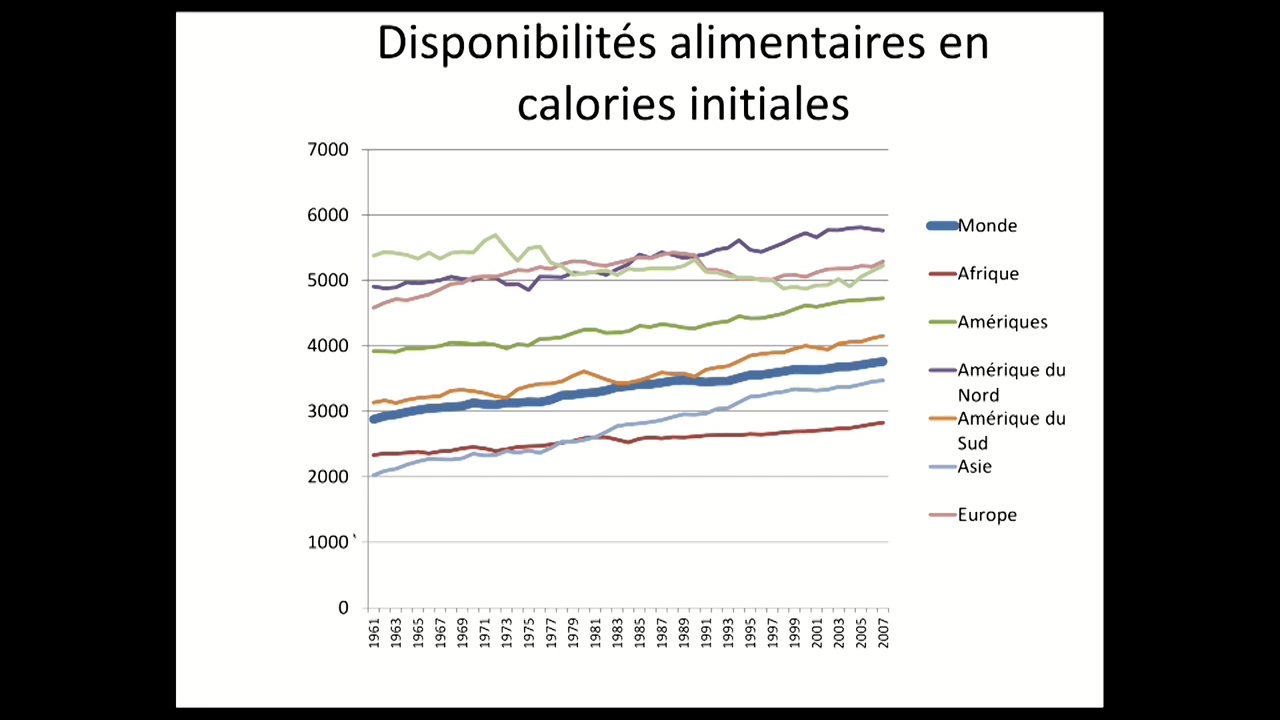 Disponibilités alimentaires en
calories initiales
7000
6000
5000
4000
3000
2000
1000
0
1961 1963 1965 1967 1969 1971 1973 1975 1977 1979 1981 1983 1985 1987 1989 1991 1993 1995 1997 1999 2001 2003 2005 2007
Monde
Afrique
Amériques
Amérique du
Nord
Amérique du
Sud
Asie
Europe